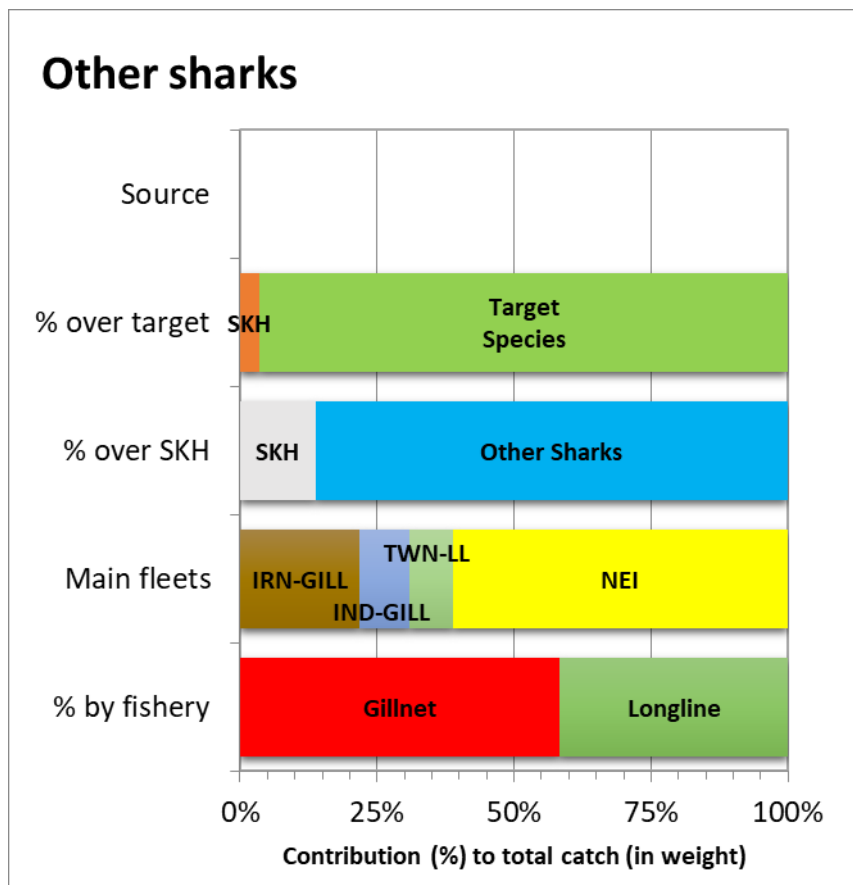 Other sharks
Source
% over target
SKH
Target
Species
% over SKH
SKH
Other Sharks
Main fleets
IRN-GILL
IND-GILL
TWN-LL
NEI
% by fishery
Gillnet
Longline
0%
25%
50%
75%
100%
Contribution (%) to total catch (in weight)